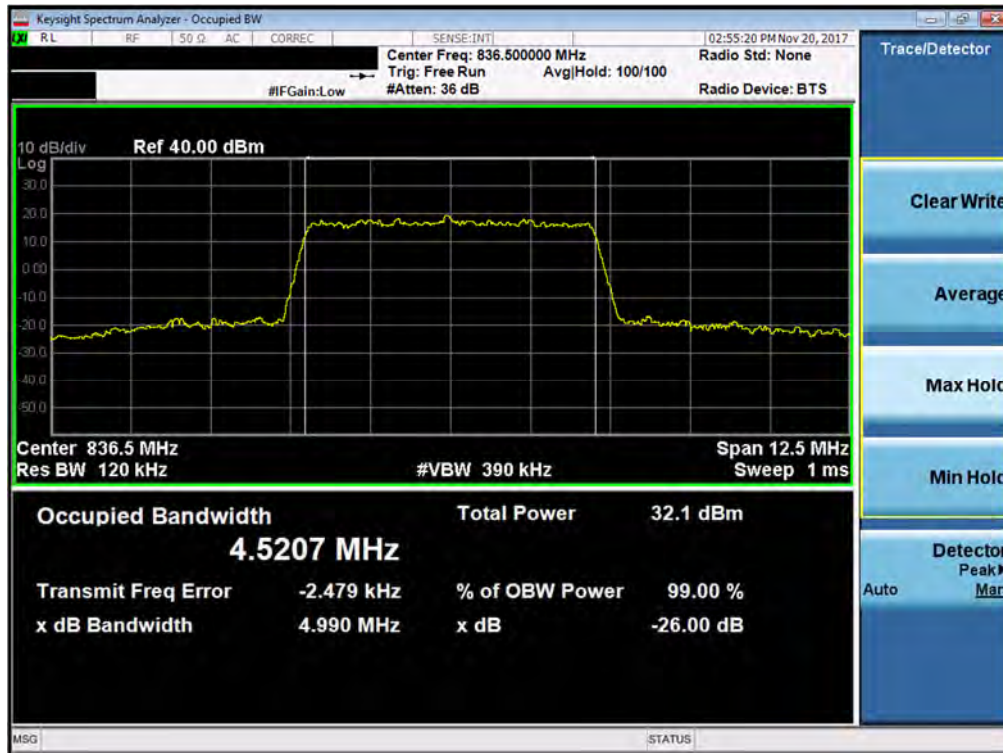 Keysight Spectrum Analyzer - Occupied BW
RL RF 50 Ω AC CORREC SENSE:INT 02:55:20 PM Nov 20, 2017
Center Freq: 836.500000 MHz Radio Std: None
Trig: Free Run Avg|Hold: 100/100
#IFGain:Low #Atten: 36 dB Radio Device: BTS
10 dB/div Ref 40.00 dBm
Log
30.0
20.0
10.0
0.00
-10.0
-20.0
-30.0
-40.0
-50.0
Center 836.5 MHz Span 12.5 MHz
Res BW 120 kHz #VBW 390 kHz Sweep 1 ms
Occupied Bandwidth Total Power 32.1 dBm
4.5207 MHz
Transmit Freq Error -2.479 kHz % of OBW Power 99.00 %
x dB Bandwidth 4.990 MHz x dB -26.00 dB
MSG STATUS
Trace/Detector
Clear Write
Average
Max Hold
Min Hold
Detector
Peak
Auto Man